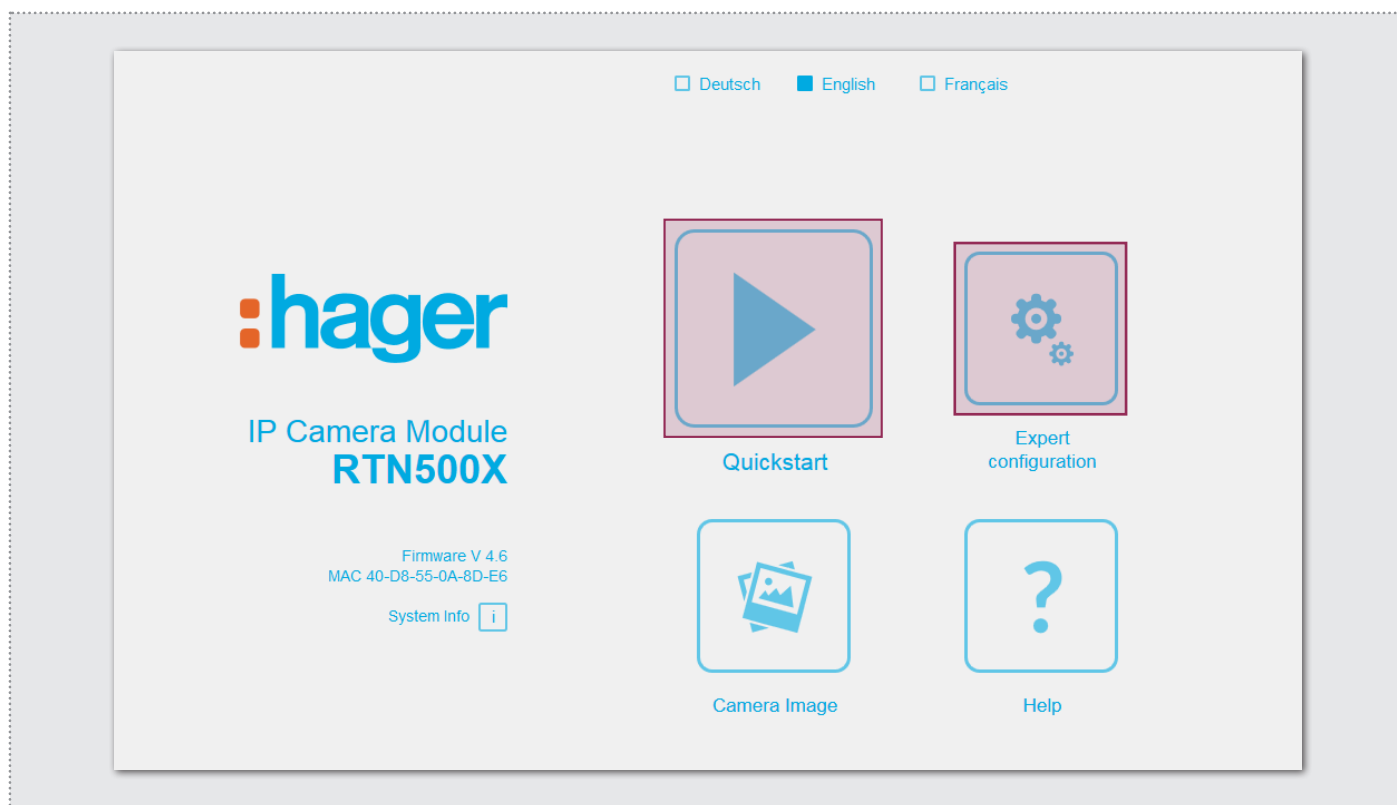 Deutsch English Français
:hager
IP Camera Module
RTN500X
Firmware V 4.6
MAC 40-D8-55-0A-8D-E6
System Info i
Quickstart
Expert
configuration
Camera Image
?
Help